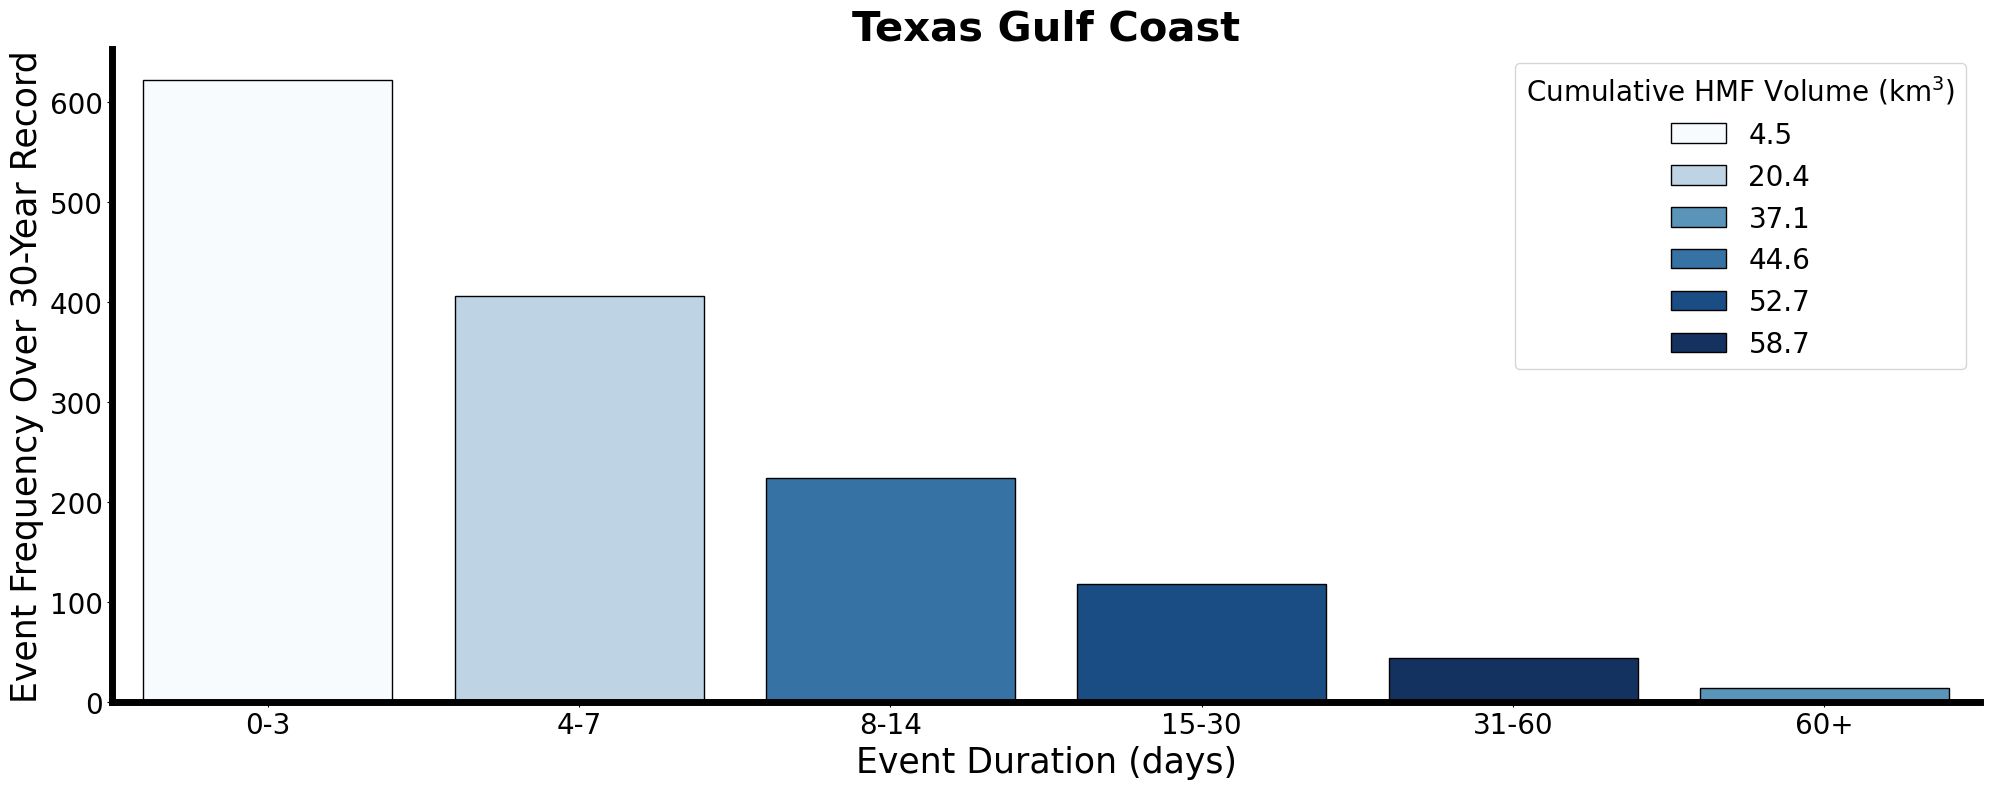 Texas Gulf Coast
Event Frequency Over 30-Year Record
600
500
400
300
200
100
0
Cumulative HMF Volume (km³)
4.5
20.4
37.1
44.6
52.7
58.7
0-3 4-7 8-14 15-30 31-60 60+
Event Duration (days)